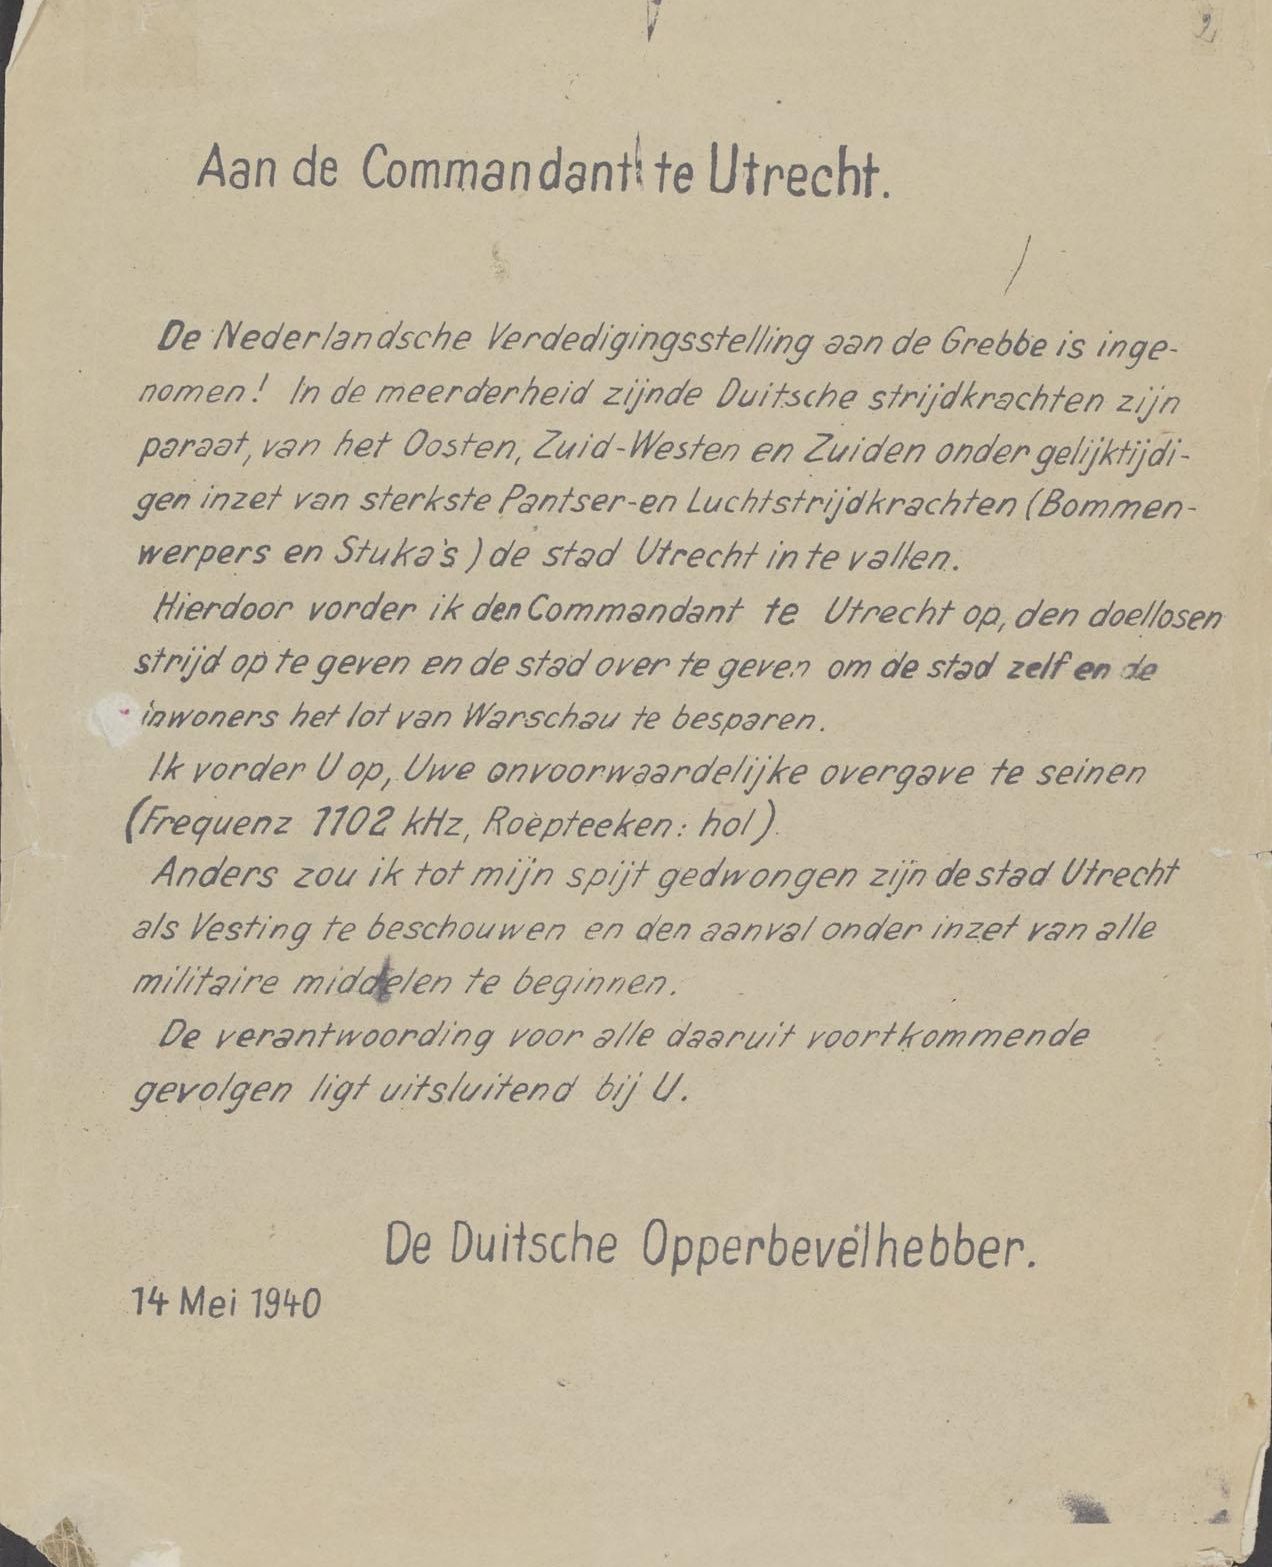 2
Aan de Commandant te Utrecht.
De Nederlandsche Verdedigingsstelling aan de Grebbe is inge-
nomen! In de meerderheid zijnde Duitsche strijdkrachten zijn
paraat, van het Oosten, Zuid-Westen en Zuiden onder gelijktijdi-
gen inzet van sterkste Pantser-en Luchtstrijdkrachten (Bommen-
werpers en Stuka's) de stad Utrecht in te vallen.
Hierdoor vorder ik den Commandant te Utrecht op, den doellosen
strijd op te geven en de stad over te geven om de stad zelf en de
inwoners het lot van Warschau te besparen.
Ik vorder U op, Uwe onvoorwaardelijke overgave te seinen
(Frequenz 1102 kHz, Roepteeken: hol).
Anders zou ik tot mijn spijt gedwongen zijn de stad Utrecht
als Vesting te beschouwen en den aanval onder inzet van alle
militaire middelen te beginnen.
De verantwoording voor alle daaruit voortkommende
gevolgen ligt uitsluitend bij U.
De Duitsche Opperbevelhebber.
14 Mei 1940